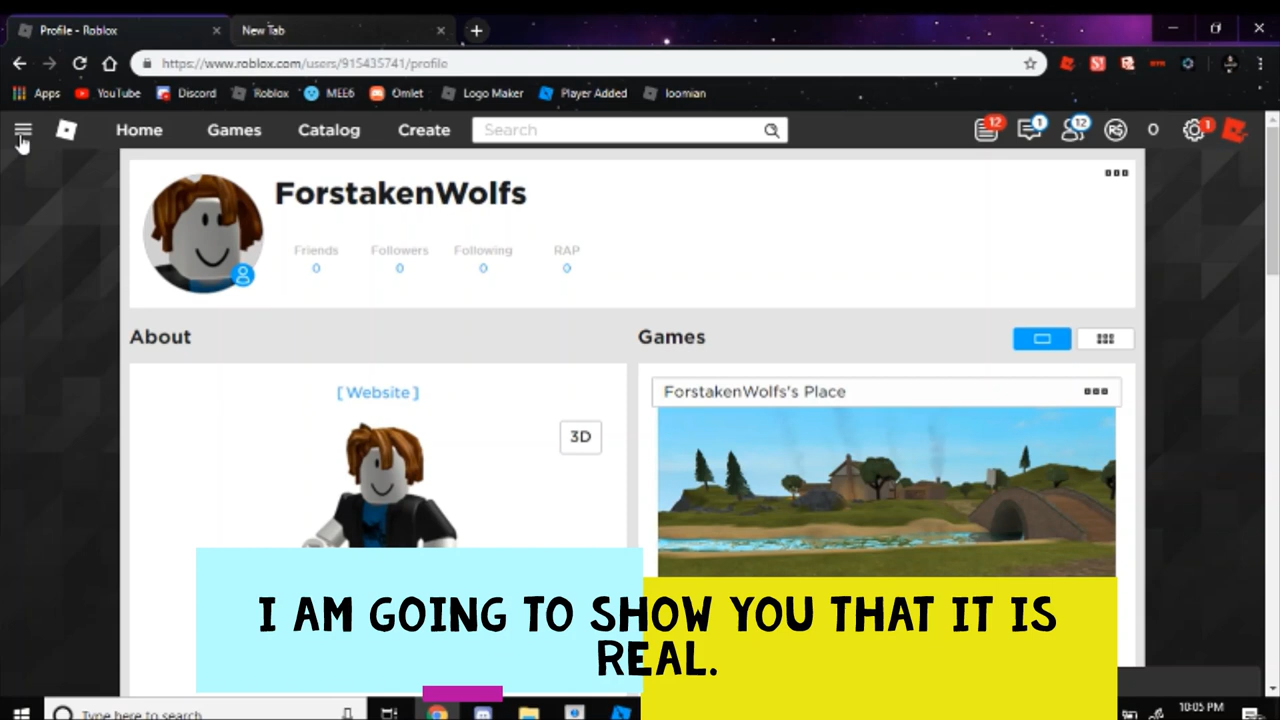 Profile - Roblox
New Tab
https://www.roblox.com/users/915435741/profile
Apps YouTube Discord Roblox MEE6 Omlet Logo Maker Player Added loomian
Home Games Catalog Create Search 12 1 12 R$ 0 1
ForstakenWolfs
Friends Followers Following RAP
0 0 0 0
About
Games
[ Website ]
3D
ForstakenWolfs's Place
I AM GOING TO SHOW YOU THAT IT IS
REAL.
Type here to search
10:05 PM